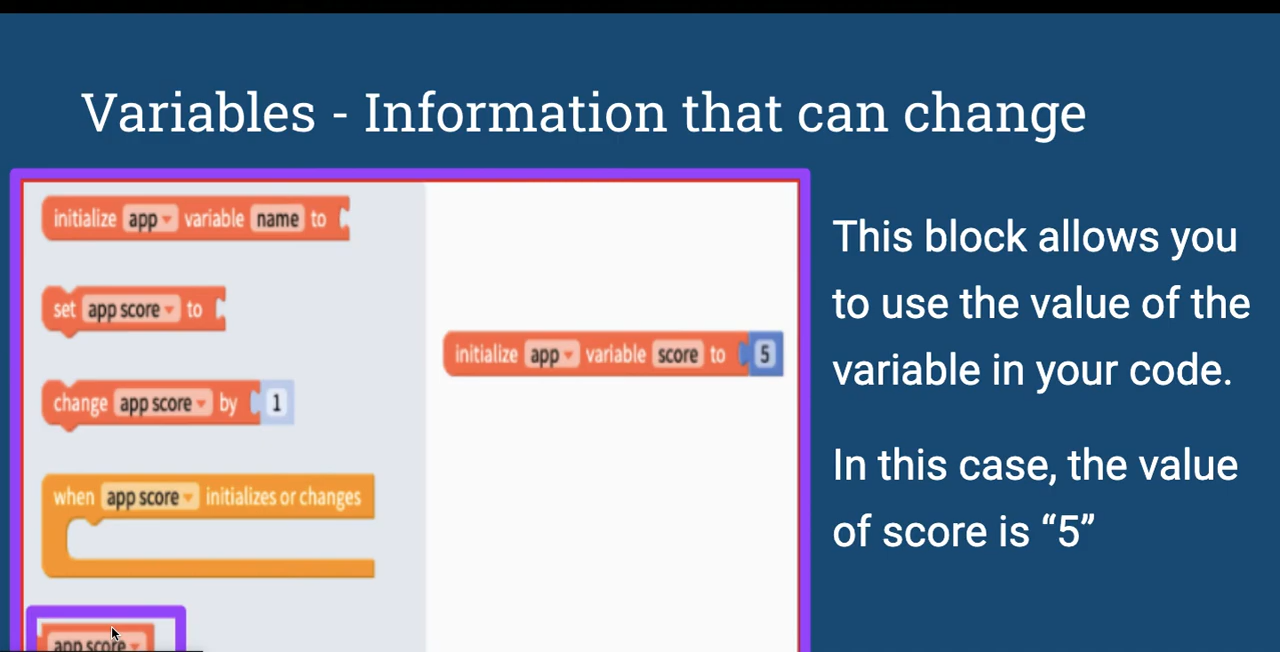 Variables - Information that can change
initialize app variable name to
set app score to
change app score by 1
when app score initializes or changes
app score
initialize app variable score to 5
This block allows you
to use the value of the
variable in your code.
In this case, the value
of score is “5”